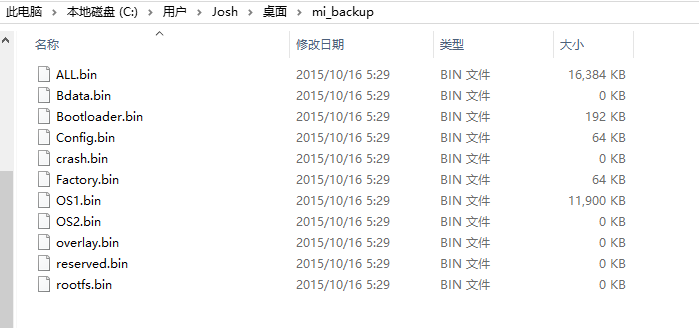 此电脑 > 本地磁盘 (C:) > 用户 > Josh > 桌面 > mi_backup
名称 修改日期 类型 大小
ALL.bin 2015/10/16 5:29 BIN 文件 16,384 KB
Bdata.bin 2015/10/16 5:29 BIN 文件 0 KB
Bootloader.bin 2015/10/16 5:29 BIN 文件 192 KB
Config.bin 2015/10/16 5:29 BIN 文件 64 KB
crash.bin 2015/10/16 5:29 BIN 文件 0 KB
Factory.bin 2015/10/16 5:29 BIN 文件 64 KB
OS1.bin 2015/10/16 5:29 BIN 文件 11,900 KB
OS2.bin 2015/10/16 5:29 BIN 文件 0 KB
overlay.bin 2015/10/16 5:29 BIN 文件 0 KB
reserved.bin 2015/10/16 5:29 BIN 文件 0 KB
rootfs.bin 2015/10/16 5:29 BIN 文件 0 KB